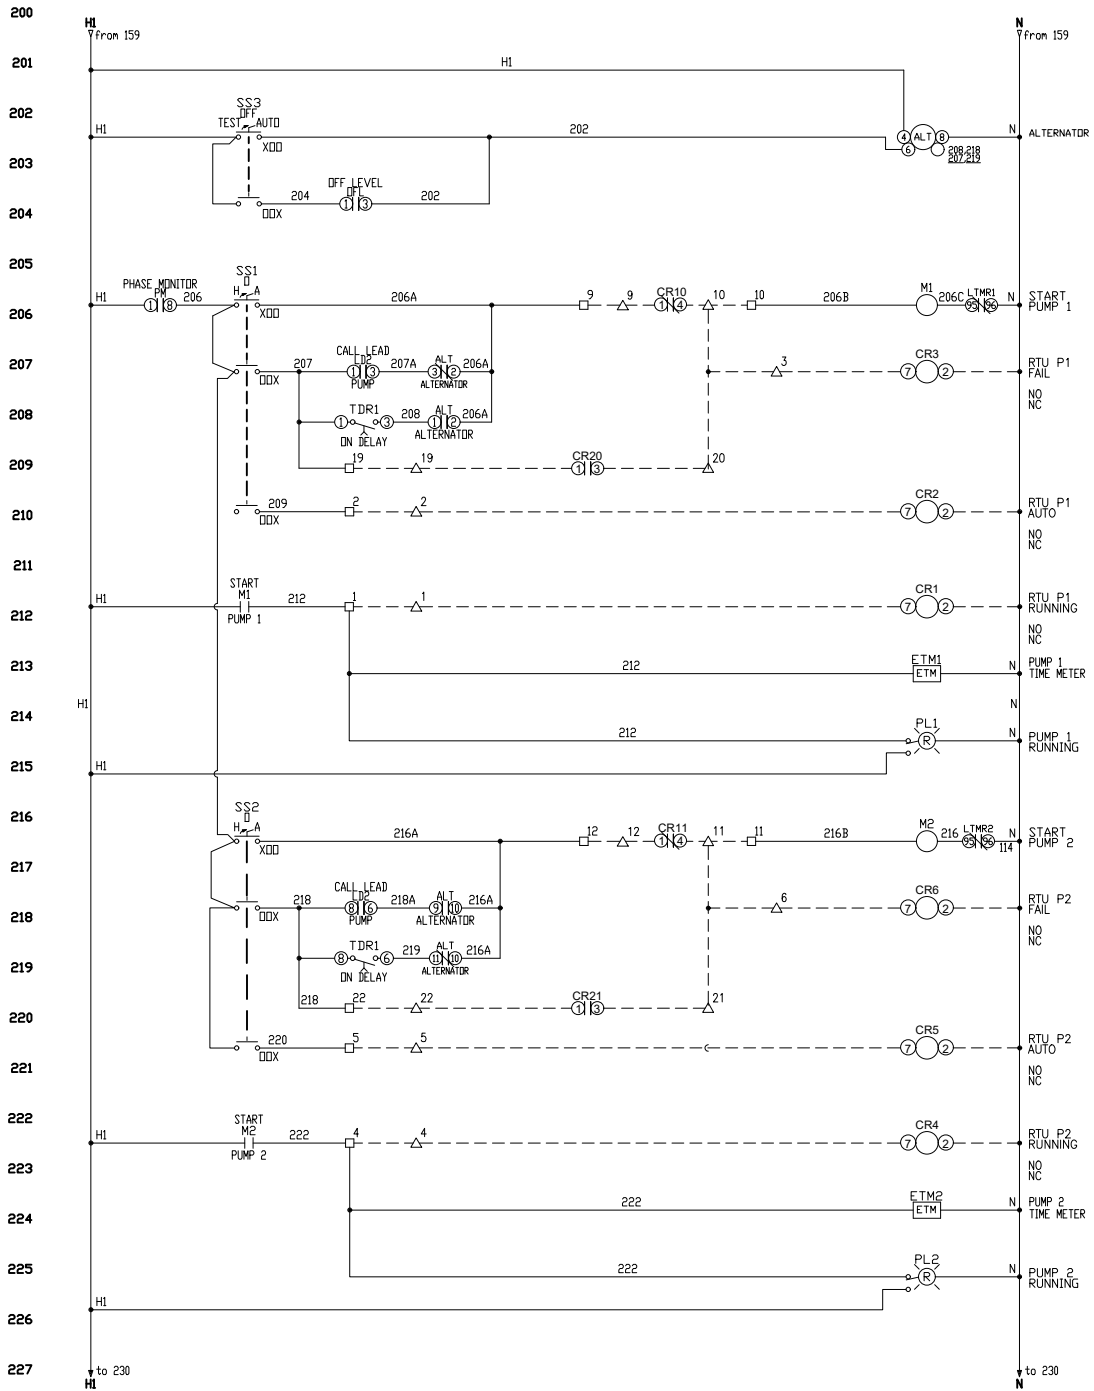 200
H1
from 159
N
from 159
201
H1
202
SS3
OFF
TEST AUTO
H1
XOO
202
4 ALT 8
6
N
ALTERNATOR
208,218
207,219
203
204
OFF LEVEL
OFL
1 3
202
OOX
204
205
PHASE MONITOR
PM
H1
1 8
206
SS1
O
H A
XOO
206A
9
9
CR10
1 4
10
10
206B
M1
206C
LTMR1
95 96
N
START
PUMP 1
206
207
207
CALL LEAD
LD2
1 3
PUMP
207A
ALT
3 2
ALTERNATOR
206A
OOX
3
CR3
7 2
RTU P1
FAIL
NO
NC
208
TDR1
1 3
ON DELAY
208
ALT
1 2
ALTERNATOR
206A
209
19
19
CR20
1 3
20
210
209
OOX
2
2
CR2
7 2
RTU P1
AUTO
NO
NC
211
START
M1
PUMP 1
H1
212
1
1
CR1
7 2
RTU P1
RUNNING
NO
NC
212
213
212
ETM1
ETM
N
PUMP 1
TIME METER
H1
N
214
212
PL1
R
N
PUMP 1
RUNNING
215
H1
216
SS2
O
H A
XOO
216A
12
12
CR11
1 4
11
11
216B
M2
216
LTMR2
95 96
N
114
START
PUMP 2
217
218
218
CALL LEAD
LD2
8 6
PUMP
218A
ALT
9 10
ALTERNATOR
216A
OOX
6
CR6
7 2
RTU P2
FAIL
NO
NC
219
TDR1
8 6
ON DELAY
219
ALT
11 10
ALTERNATOR
216A
218
22
22
CR21
1 3
21
220
220
OOX
5
5
CR5
7 2
RTU P2
AUTO
NO
NC
221
222
START
M2
PUMP 2
H1
222
4
4
CR4
7 2
RTU P2
RUNNING
NO
NC
223
224
222
ETM2
ETM
N
PUMP 2
TIME METER
225
222
PL2
R
N
PUMP 2
RUNNING
H1
226
227
to 230
H1
to 230
N